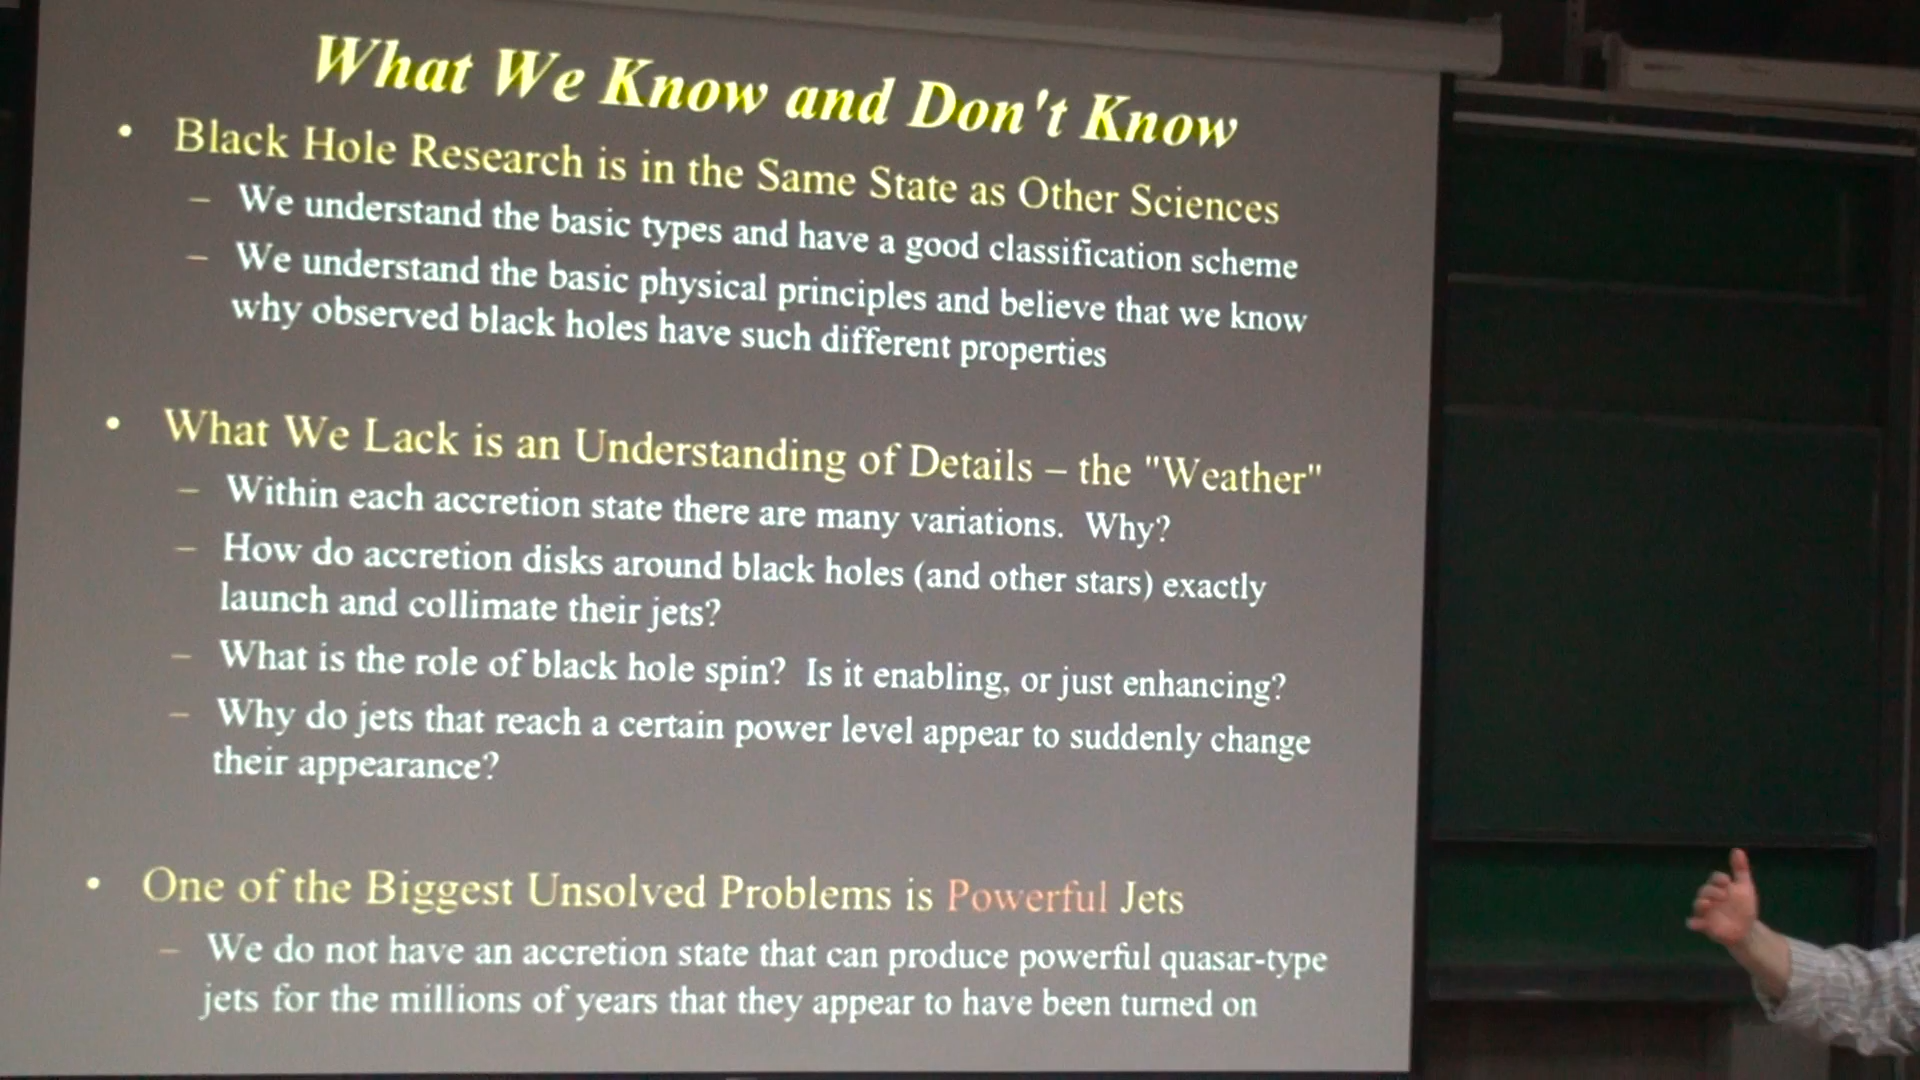 What We Know and Don't Know
• Black Hole Research is in the Same State as Other Sciences
– We understand the basic types and have a good classification scheme
– We understand the basic physical principles and believe that we know
why observed black holes have such different properties
• What We Lack is an Understanding of Details – the "Weather"
– Within each accretion state there are many variations. Why?
– How do accretion disks around black holes (and other stars) exactly
launch and collimate their jets?
– What is the role of black hole spin? Is it enabling, or just enhancing?
– Why do jets that reach a certain power level appear to suddenly change
their appearance?
• One of the Biggest Unsolved Problems is Powerful Jets
– We do not have an accretion state that can produce powerful quasar-type
jets for the millions of years that they appear to have been turned on